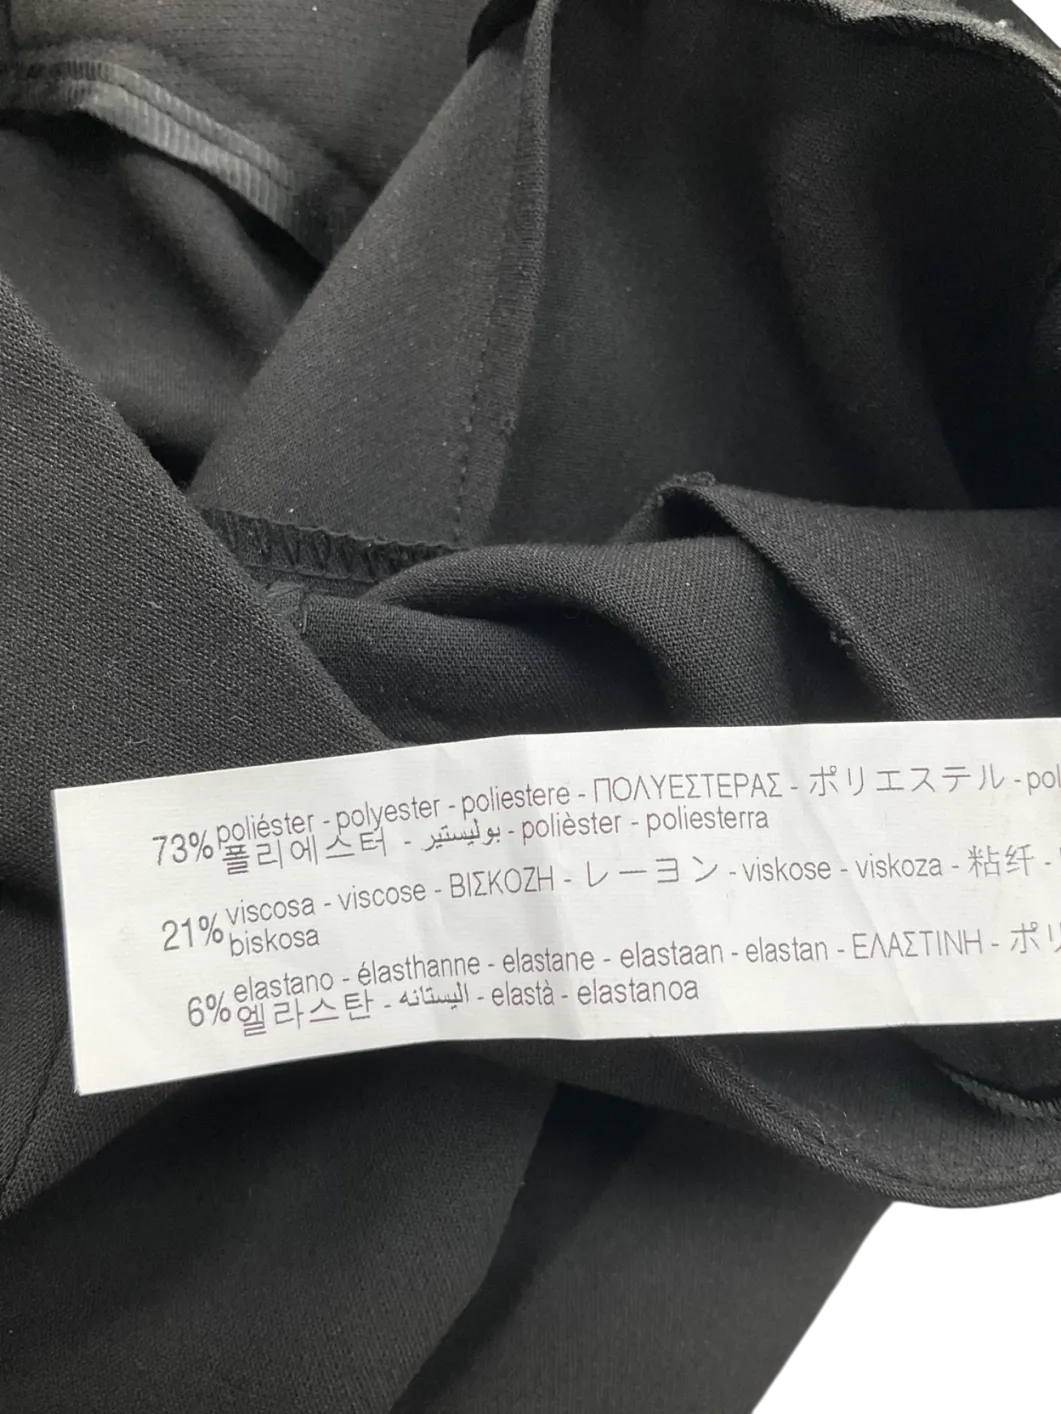 73% poliéster - polyester - poliestere - ΠΟΛΥΕΣΤΕΡΑΣ - ポリエステル - pol
폴리에스터 - بوليستير - polièster - poliesterra
21% viscosa - viscose - ΒΙΣΚΟΖΗ - レーヨン - viskose - viskoza - 粘纤 -
biskosa
6% elastano - élasthanne - elastane - elastaan - elastan - ΕΛΑΣΤΙΝΗ - ポリ
엘라스탄 - اليستانه - elastà - elastanoa